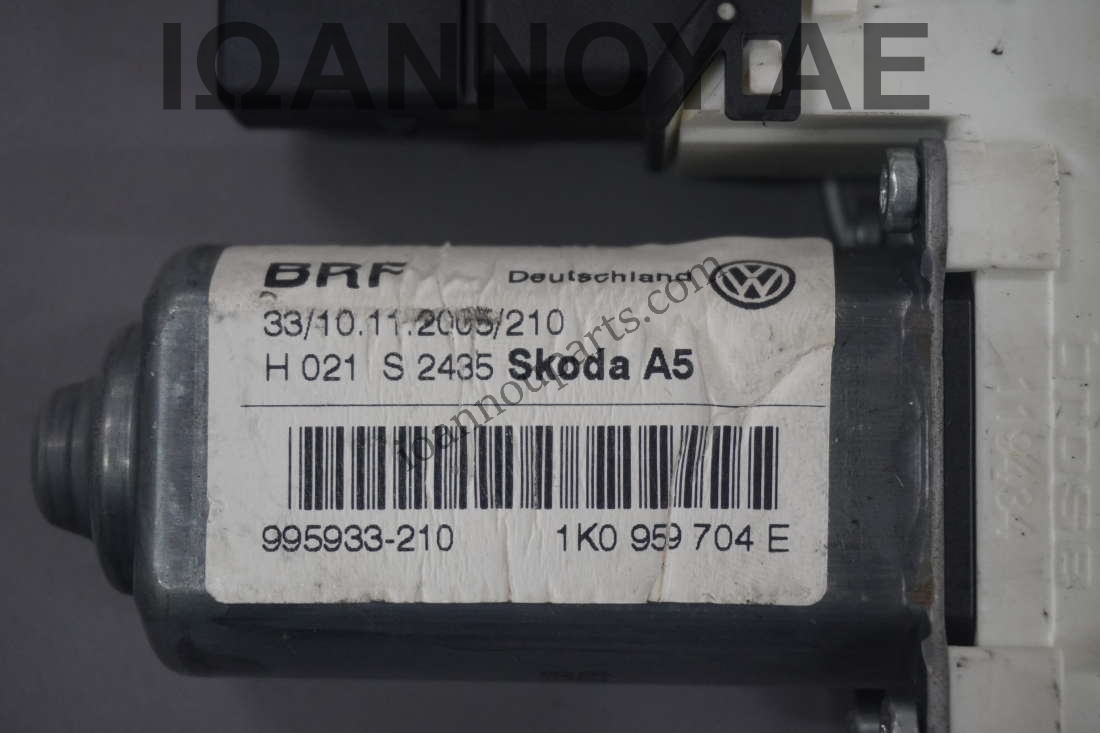 ΙΩΑΝΝΟΥ ΑΕ
BRF Deutschland
33/10.11.2005/210
H 021 S 2435 Skoda A5
ioannouparts.com
995933-210 1K0 959 704 E